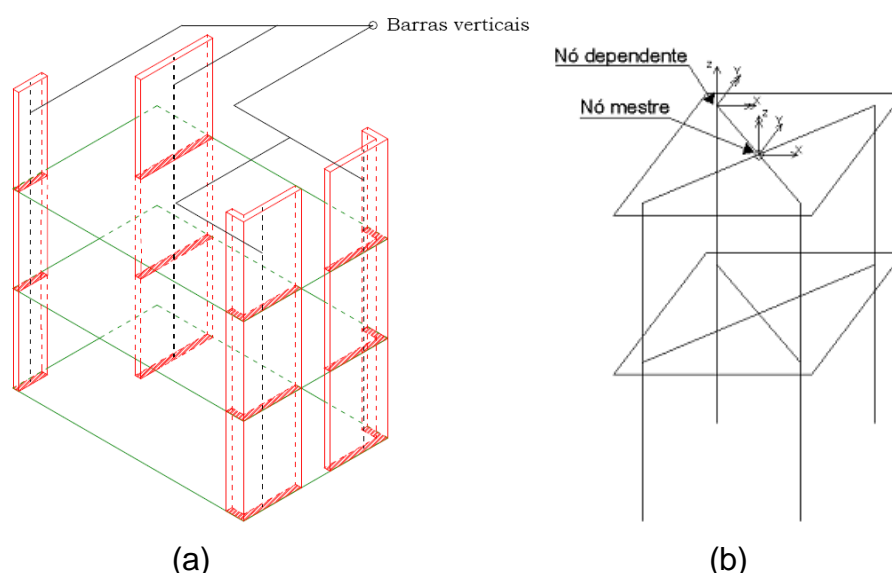 Barras verticais
Nó dependente
Nó mestre
z
Y
X
z
Y
X
(a)
(b)